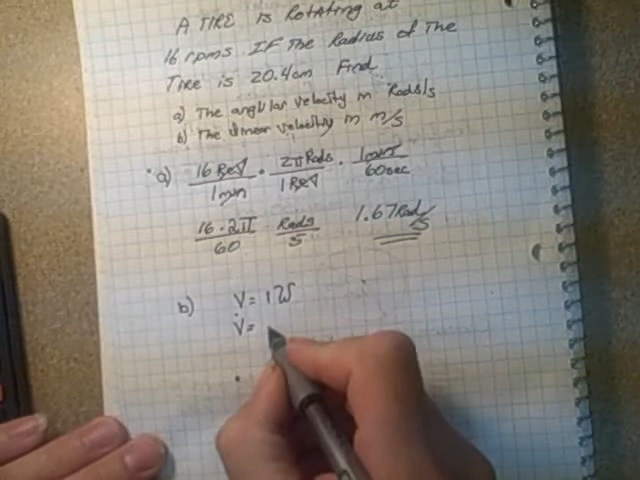 A TIRE is Rotating at
16 rpms. IF The Radius of The
Tire is 20.4cm Find
a) The angular velocity in Rads/s
b) The linear velocity in m/s
a) 16 Rev / 1min · 2π Rads / 1 Rev · 1min / 60sec
16·2π / 60 Rads / s 1.67 Rad/s
b) V = rω
V =